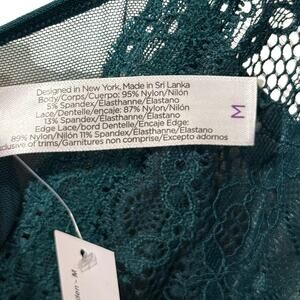 Designed in New York, Made in Sri Lanka
Body/Corps/Cuerpo: 95% Nylon/Nilón
5% Spandex/Elasthanne/Elastano
Lace/Dentelle/encaje: 87% Nylon/Nilón
13% Spandex/Elasthanne/Elastano
Edge Lace/bord Dentelle/Encaje Edge:
89% Nylon/Nilón 11% Spandex/Elasthanne/Elastano
of trims/Garnitures non comprise/Excepto adornos
M
- M